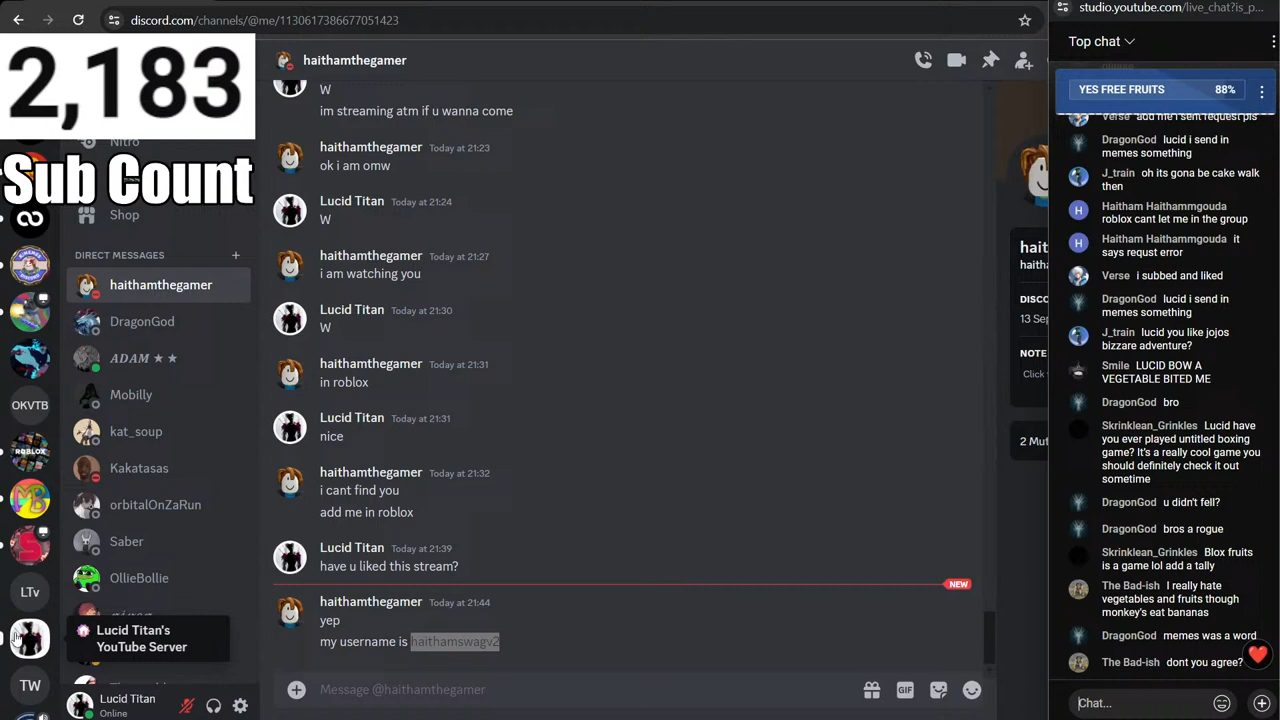 discord.com/channels/@me/1130617386677051423
2,183
Sub Count
Nitro
Shop
DIRECT MESSAGES
haithamthegamer
DragonGod
ADAM ★ ★
Mobilly
kat_soup
Kakatasas
orbitalOnZaRun
Saber
OllieBollie
OKVTB
ROBLOX
MB
LTv
TW
Lucid Titan's
YouTube Server
Lucid Titan
Online
haithamthegamer
W
im streaming atm if u wanna come
haithamthegamer Today at 21:23
ok i am omw
Lucid Titan Today at 21:24
W
haithamthegamer Today at 21:27
i am watching you
Lucid Titan Today at 21:30
W
haithamthegamer Today at 21:31
in roblox
Lucid Titan Today at 21:31
nice
haithamthegamer Today at 21:32
i cant find you
add me in roblox
Lucid Titan Today at 21:39
have u liked this stream?
NEW
haithamthegamer Today at 21:44
yep
my username is haithamswagv2
Message @haithamthegamer
GIF
hait
haith
DISC
13 Sep
NOTE
Click
2 Mut
studio.youtube.com/live_chat?is_p...
Top chat
YES FREE FRUITS 88%
Verse add me i sent request pls
DragonGod lucid i send in
memes something
J_train oh its gona be cake walk
then
Haitham Haithammgouda
roblox cant let me in the group
Haitham Haithammgouda it
says requst error
Verse i subbed and liked
DragonGod lucid i send in
memes something
J_train lucid you like jojos
bizzare adventure?
Smile LUCID BOW A
VEGETABLE BITED ME
DragonGod bro
Skrinklean_Grinkles Lucid have
you ever played untitled boxing
game? It's a really cool game you
should definitely check it out
sometime
DragonGod u didn't fell?
DragonGod bros a rogue
Skrinklean_Grinkles Blox fruits
is a game lol add a tally
The Bad-ish I really hate
vegetables and fruits though
monkey's eat bananas
DragonGod memes was a word
The Bad-ish dont you agree?
Chat...